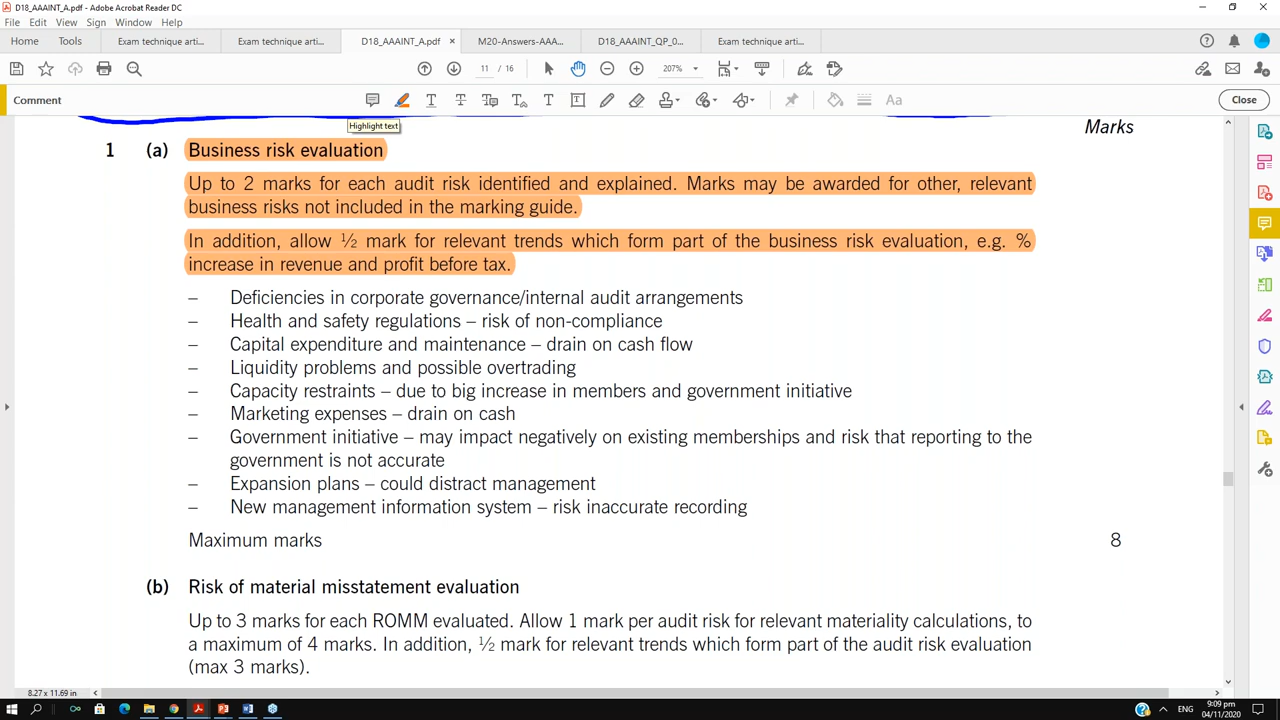 D18_AAAINT_A.pdf - Adobe Acrobat Reader DC
File Edit View Sign Window Help
Home Tools Exam technique arti... Exam technique arti... D18_AAAINT_A.pdf × M20-Answers-AAA... D18_AAAINT_QP_0... Exam technique arti...
11 / 16 207%
Comment Aa Close
Highlight text
Marks
1 (a) Business risk evaluation
Up to 2 marks for each audit risk identified and explained. Marks may be awarded for other, relevant
business risks not included in the marking guide.
In addition, allow ½ mark for relevant trends which form part of the business risk evaluation, e.g. %
increase in revenue and profit before tax.
– Deficiencies in corporate governance/internal audit arrangements
– Health and safety regulations – risk of non-compliance
– Capital expenditure and maintenance – drain on cash flow
– Liquidity problems and possible overtrading
– Capacity restraints – due to big increase in members and government initiative
– Marketing expenses – drain on cash
– Government initiative – may impact negatively on existing memberships and risk that reporting to the
government is not accurate
– Expansion plans – could distract management
– New management information system – risk inaccurate recording
Maximum marks 8
(b) Risk of material misstatement evaluation
Up to 3 marks for each ROMM evaluated. Allow 1 mark per audit risk for relevant materiality calculations, to
a maximum of 4 marks. In addition, ½ mark for relevant trends which form part of the audit risk evaluation
(max 3 marks).
8.27 x 11.69 in
ENG
9:09 pm
04/11/2020